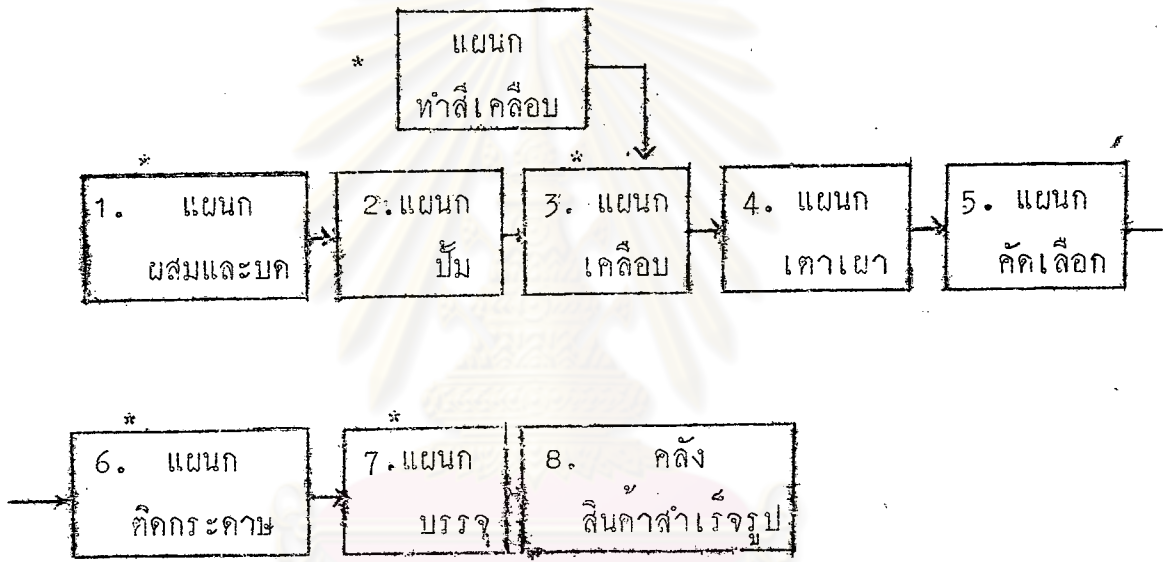 * แผนก
ทำสีเคลือบ
*
1. แผนก
ผสมและบด
2. แผนก
ปั้ม
*
3. แผนก
เคลือบ
4. แผนก
เตาเผา
5. แผนก
คัดเลือก
*
6. แผนก
ติดกระดาษ
*
7. แผนก
บรรจุ
8. คลัง
สินค้าสำเร็จรูป